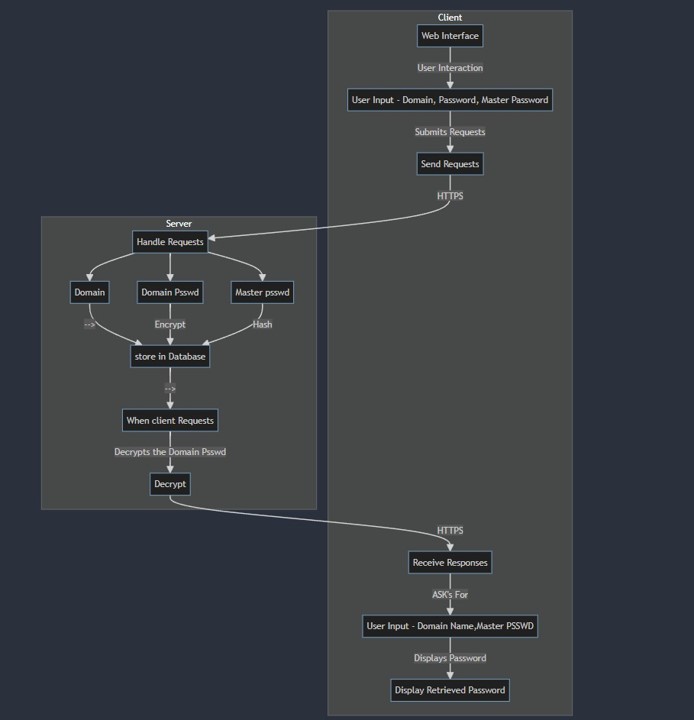 Client
Web Interface
User Interaction
User Input - Domain, Password, Master Password
Submits Requests
Send Requests
HTTPS
Server
Handle Requests
Domain
Domain Psswd
Master psswd
-->
Encrypt
Hash
store in Database
-->
When client Requests
Decrypts the Domain Psswd
Decrypt
HTTPS
Receive Responses
ASK's For
User Input - Domain Name,Master PSSWD
Displays Password
Display Retrieved Password